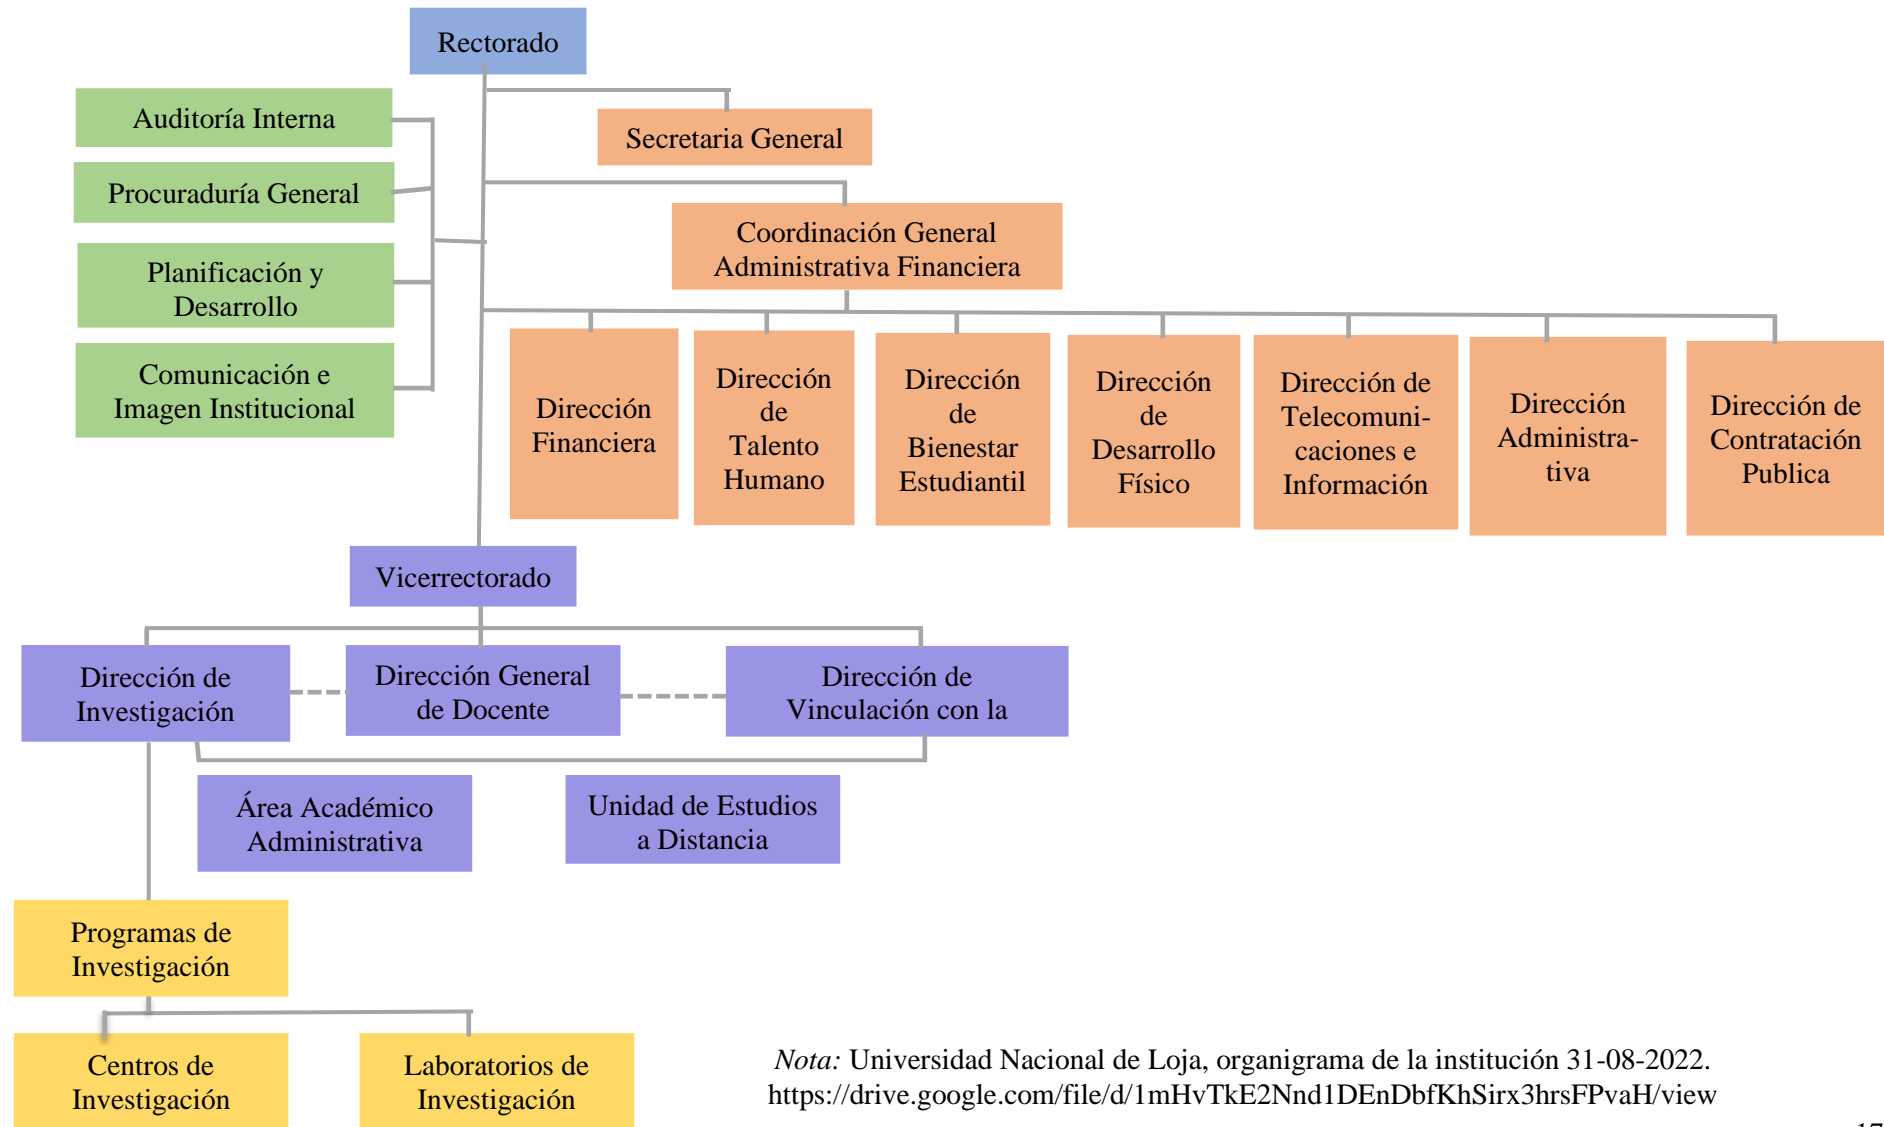 Rectorado
Auditoría Interna
Secretaria General
Procuraduría General
Coordinación General
Administrativa Financiera
Planificación y
Desarrollo
Comunicación e
Imagen Institucional
Dirección
Financiera
Dirección
de
Talento
Humano
Dirección
de
Bienestar
Estudiantil
Dirección
de
Desarrollo
Físico
Dirección de
Telecomuni-
caciones e
Información
Dirección
Administra-
tiva
Dirección de
Contratación
Publica
Vicerrectorado
Dirección de
Investigación
Dirección General
de Docente
Dirección de
Vinculación con la
Área Académico
Administrativa
Unidad de Estudios
a Distancia
Programas de
Investigación
Centros de
Investigación
Laboratorios de
Investigación
Nota: Universidad Nacional de Loja, organigrama de la institución 31-08-2022.
https://drive.google.com/file/d/1mHvTkE2Nnd1DEnDbfKhSirx3hrsFPvaH/view